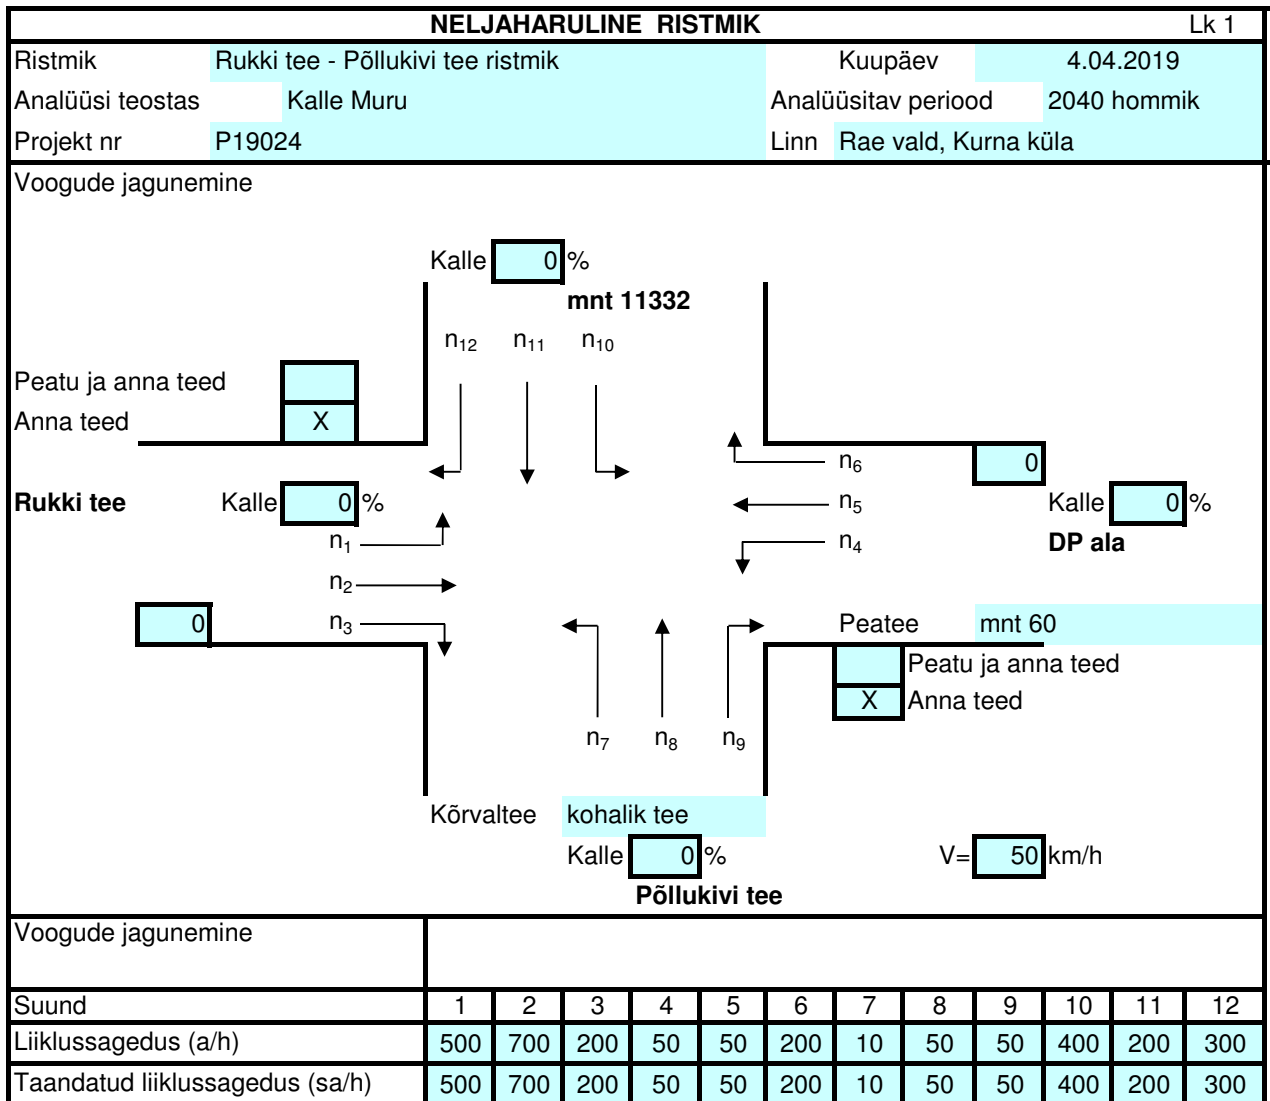 NELJAHARULINE RISTMIK Lk 1
Ristmik Rukki tee - Põllukivi tee ristmik Kuupäev 4.04.2019
Analüüsi teostas Kalle Muru Analüüsitav periood 2040 hommik
Projekt nr P19024 Linn Rae vald, Kurna küla
Voogude jagunemine
Kalle 0 %
mnt 11332
n12 n11 n10
Peatu ja anna teed
Anna teed X
n6 0
Rukki tee Kalle 0 % n5 Kalle 0 %
n1 n4 DP ala
n2
0 n3 Peatee mnt 60
Peatu ja anna teed
X Anna teed
n7 n8 n9
Kõrvaltee kohalik tee
Kalle 0 % V= 50 km/h
Põllukivi tee
Voogude jagunemine
Suund 1 2 3 4 5 6 7 8 9 10 11 12
Liiklussagedus (a/h) 500 700 200 50 50 200 10 50 50 400 200 300
Taandatud liiklussagedus (sa/h) 500 700 200 50 50 200 10 50 50 400 200 300